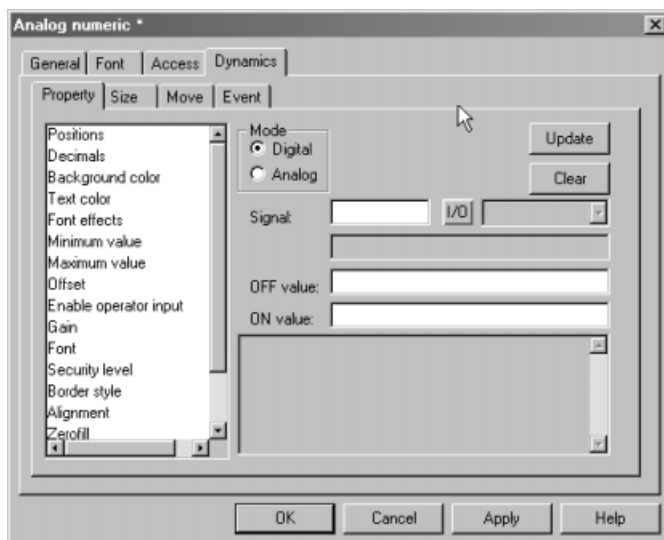 Analog numeric *
General Font Access Dynamics
Property Size Move Event
Positions
Decimals
Background color
Text color
Font effects
Minimum value
Maximum value
Offset
Enable operator input
Gain
Font
Security level
Border style
Alignment
Zerofill
Mode
Digital
Analog
Update
Clear
Signal: I/O
OFF value:
ON value:
OK Cancel Apply Help